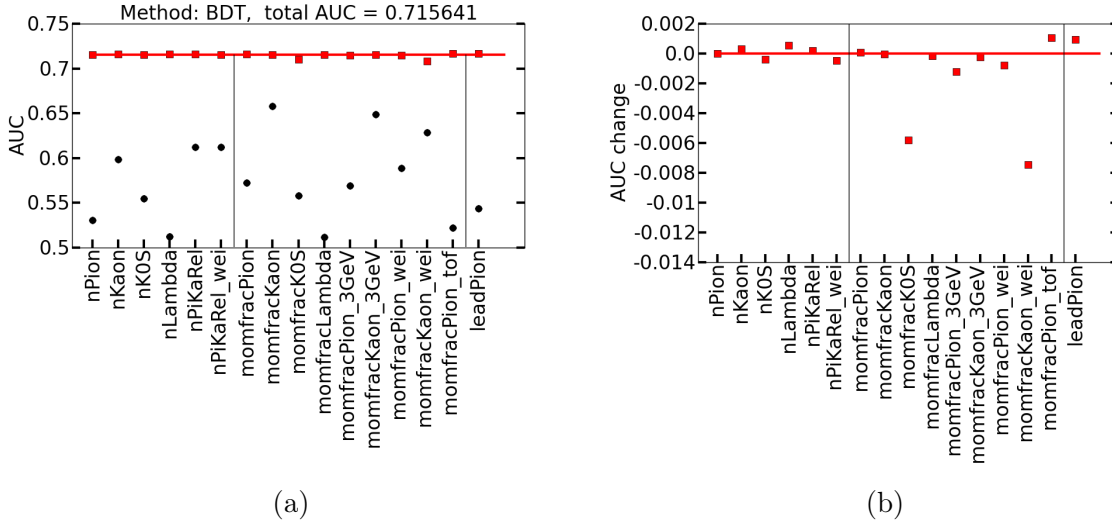 Method: BDT, total AUC = 0.715641
0.75
0.7
0.65
0.6
0.55
0.5
AUC
nPion
nKaon
nK0S
nLambda
nPiKaRel
nPiKaRel_wei
momfracPion
momfracKaon
momfracK0S
momfracLambda
momfracPion_3GeV
momfracKaon_3GeV
momfracPion_wei
momfracKaon_wei
momfracPion_tof
leadPion
(a)
0.002
0.0
-0.002
-0.004
-0.006
-0.008
-0.01
-0.012
-0.014
AUC change
nPion
nKaon
nK0S
nLambda
nPiKaRel
nPiKaRel_wei
momfracPion
momfracKaon
momfracK0S
momfracLambda
momfracPion_3GeV
momfracKaon_3GeV
momfracPion_wei
momfracKaon_wei
momfracPion_tof
leadPion
(b)